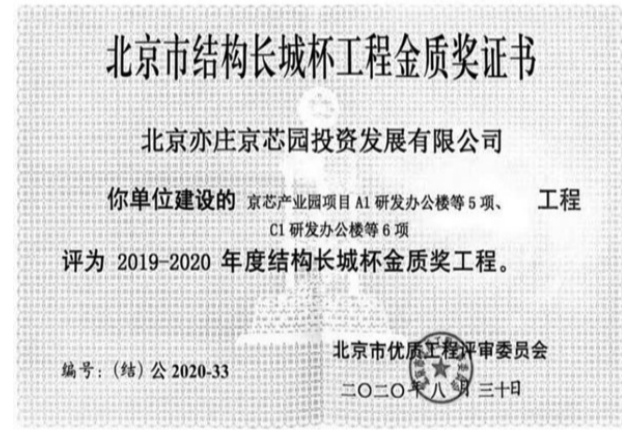 北京市结构长城杯工程金质奖证书
北京亦庄京芯园投资发展有限公司
你单位建设的 京芯产业园项目 A1 研发办公楼等 5 项、 工程
C1 研发办公楼等 6 项
评为 2019-2020 年度结构长城杯金质奖工程。
北京市优质工程评审委员会
编号：(结) 公 2020-33
二〇二〇年八月三十日